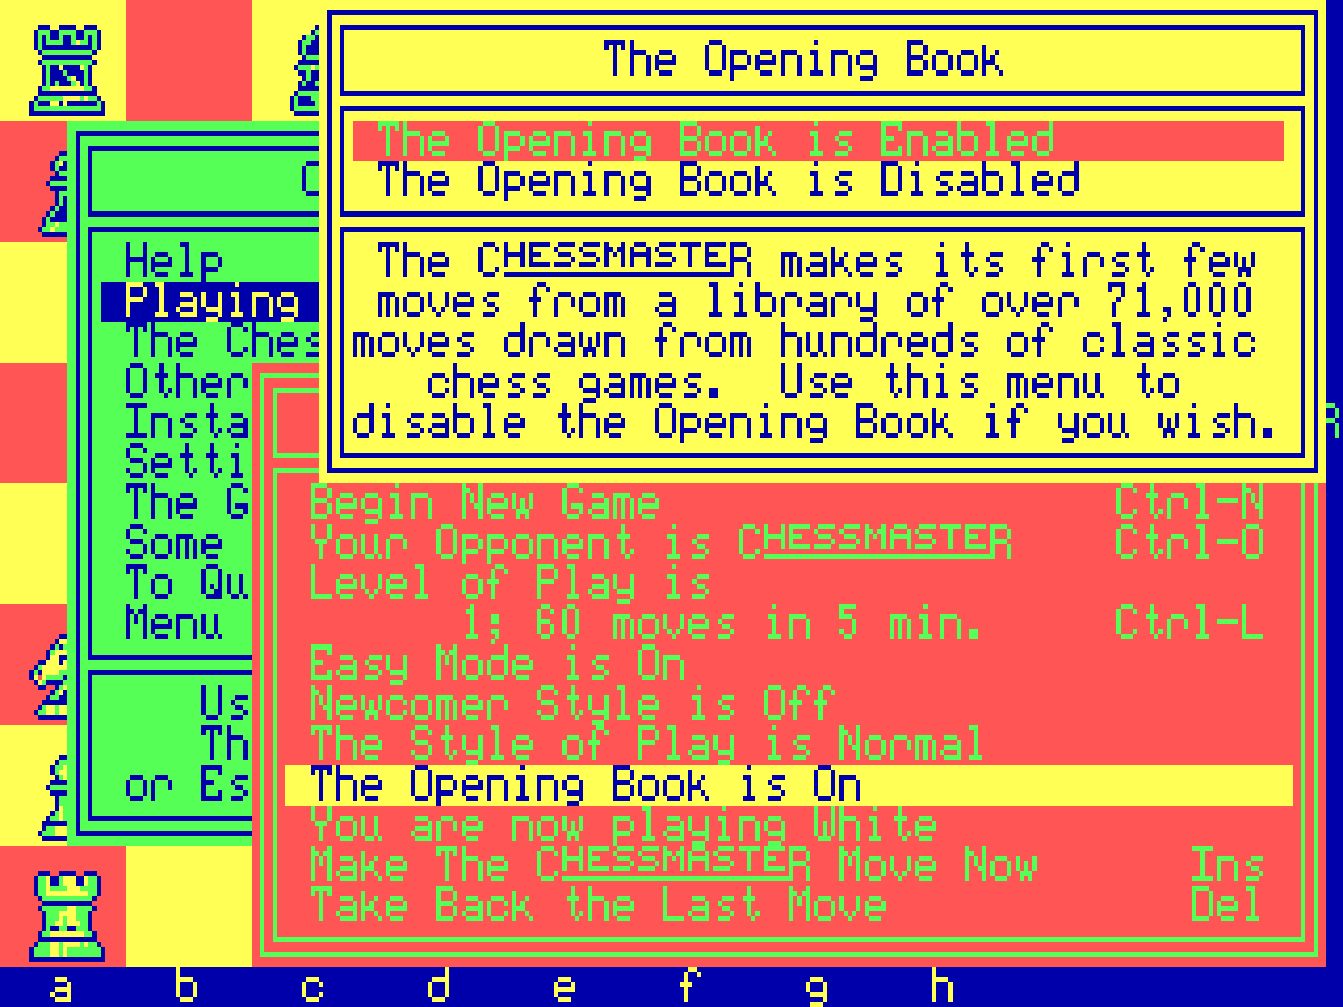 The Opening Book
The Opening Book is Enabled
The Opening Book is Disabled
The CHESSMASTER makes its first few
moves from a library of over 71,000
moves drawn from hundreds of classic
chess games. Use this menu to
disable the Opening Book if you wish.
Help
Playing
The Ches
Other
Insta
Setti
The G
Some
To Qu
Menu
Us
Th
or Es
Begin New Game Ctrl-N
Your Opponent is CHESSMASTER Ctrl-O
Level of Play is
1; 60 moves in 5 min. Ctrl-L
Easy Mode is On
Newcomer Style is Off
The Style of Play is Normal
The Opening Book is On
You are now playing White
Make The CHESSMASTER Move Now Ins
Take Back the Last Move Del
a b c d e f g h